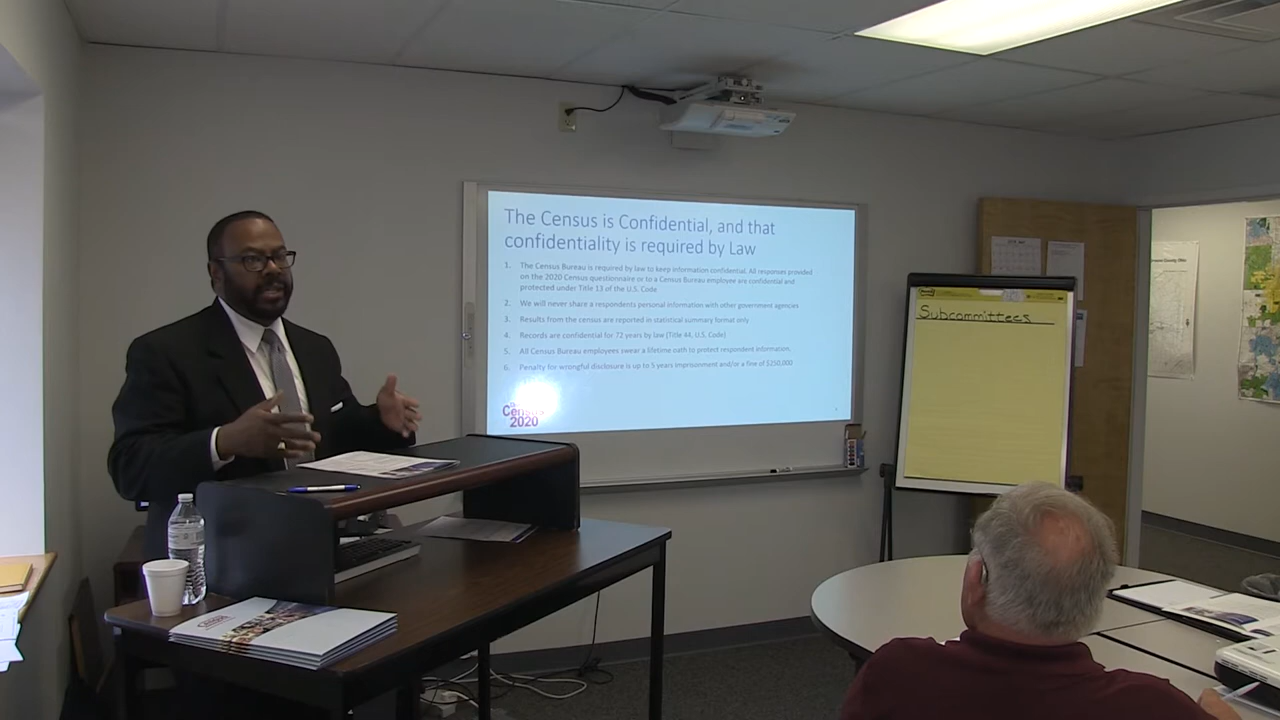 The Census is Confidential, and that
confidentiality is required by Law
1. The Census Bureau is required by law to keep information confidential. All responses provided
on the 2020 Census questionnaire or to a Census Bureau employee are confidential and
protected under Title 13 of the U.S. Code
2. We will never share a respondents personal information with other government agencies
3. Results from the census are reported in statistical summary format only
4. Records are confidential for 72 years by law (Title 44, U.S. Code)
5. All Census Bureau employees swear a lifetime oath to protect respondent information.
6. Penalty for wrongful disclosure is up to 5 years imprisonment and/or a fine of $250,000
Census
2020
Subcommittees